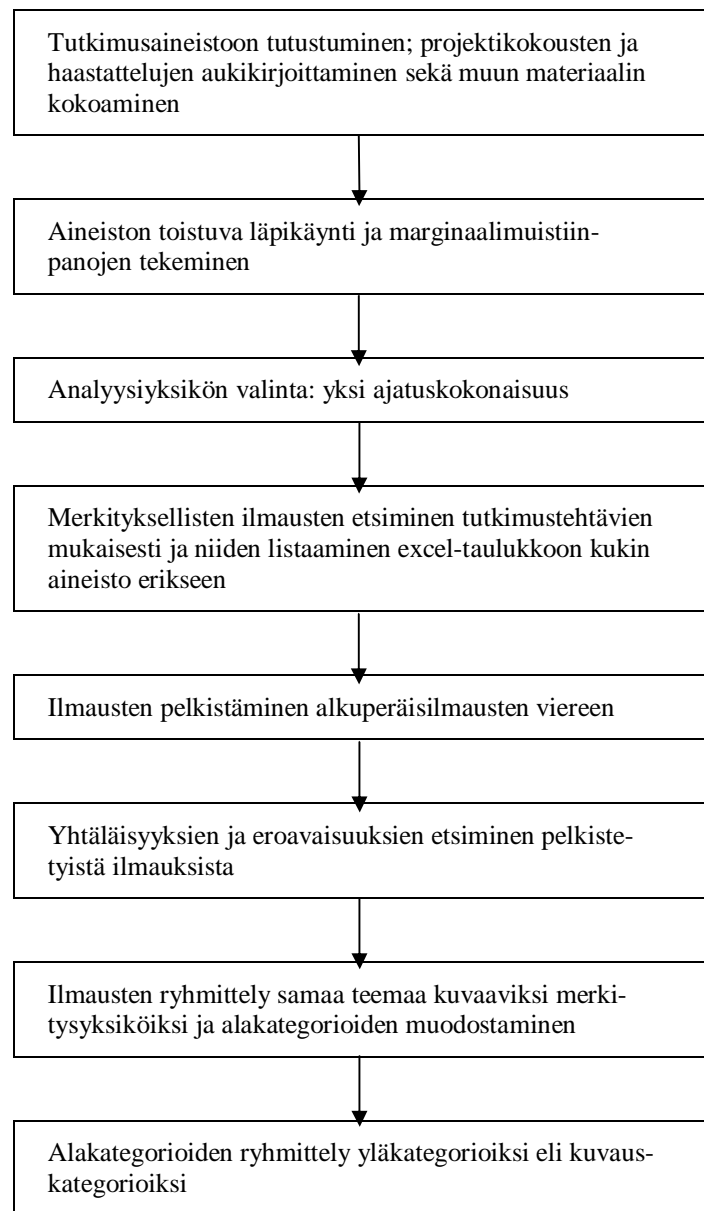 Tutkimusaineistoon tutustuminen; projektikokousten ja
haastattelujen aukikirjoittaminen sekä muun materiaalin
kokoaminen
Aineiston toistuva läpikäynti ja marginaalimuistiin-
panojen tekeminen
Analyysiyksikön valinta: yksi ajatuskokonaisuus
Merkityksellisten ilmausten etsiminen tutkimustehtävien
mukaisesti ja niiden listaaminen excel-taulukkoon kukin
aineisto erikseen
Ilmausten pelkistäminen alkuperäisilmausten viereen
Yhtäläisyyksien ja eroavaisuuksien etsiminen pelkiste-
tyistä ilmauksista
Ilmausten ryhmittely samaa teemaa kuvaaviksi merki-
tysyksiköiksi ja alakategorioiden muodostaminen
Alakategorioiden ryhmittely yläkategorioiksi eli kuvaus-
kategorioiksi